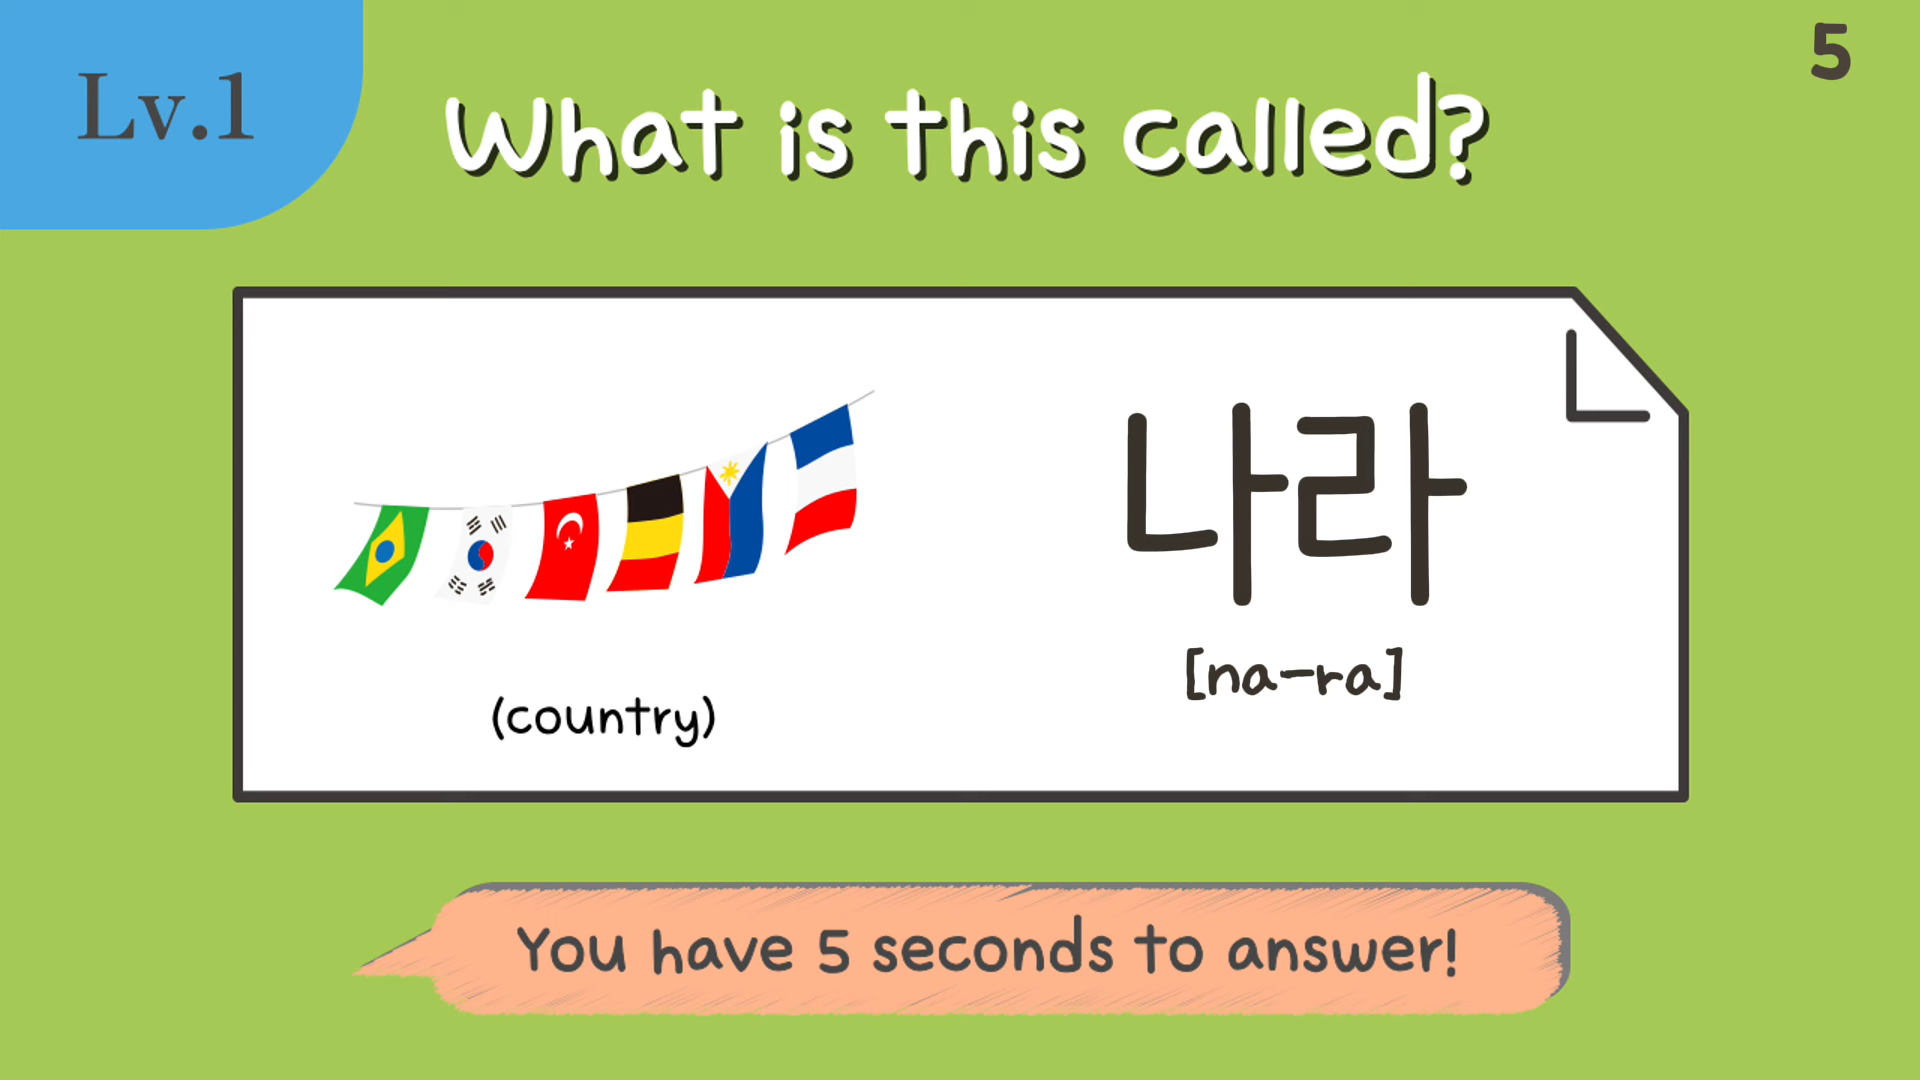 Lv.1
5
What is this called?
나라
[na-ra]
(country)
You have 5 seconds to answer!